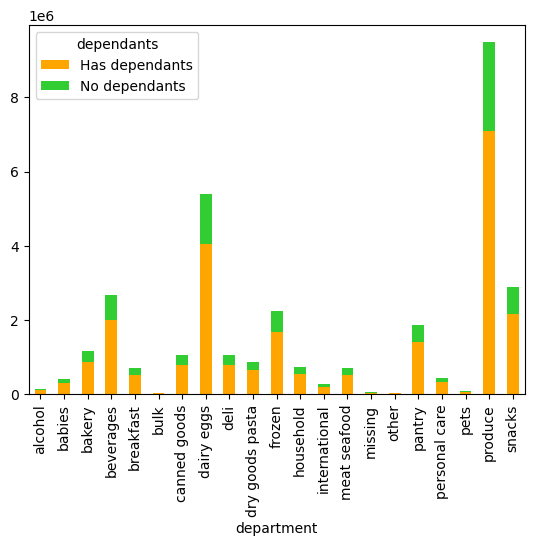 1e6
dependants
Has dependants
No dependants
8
6
4
2
0
alcohol
babies
bakery
beverages
breakfast
bulk
canned goods
dairy eggs
deli
dry goods pasta
frozen
household
international
meat seafood
missing
other
pantry
personal care
pets
produce
snacks
department